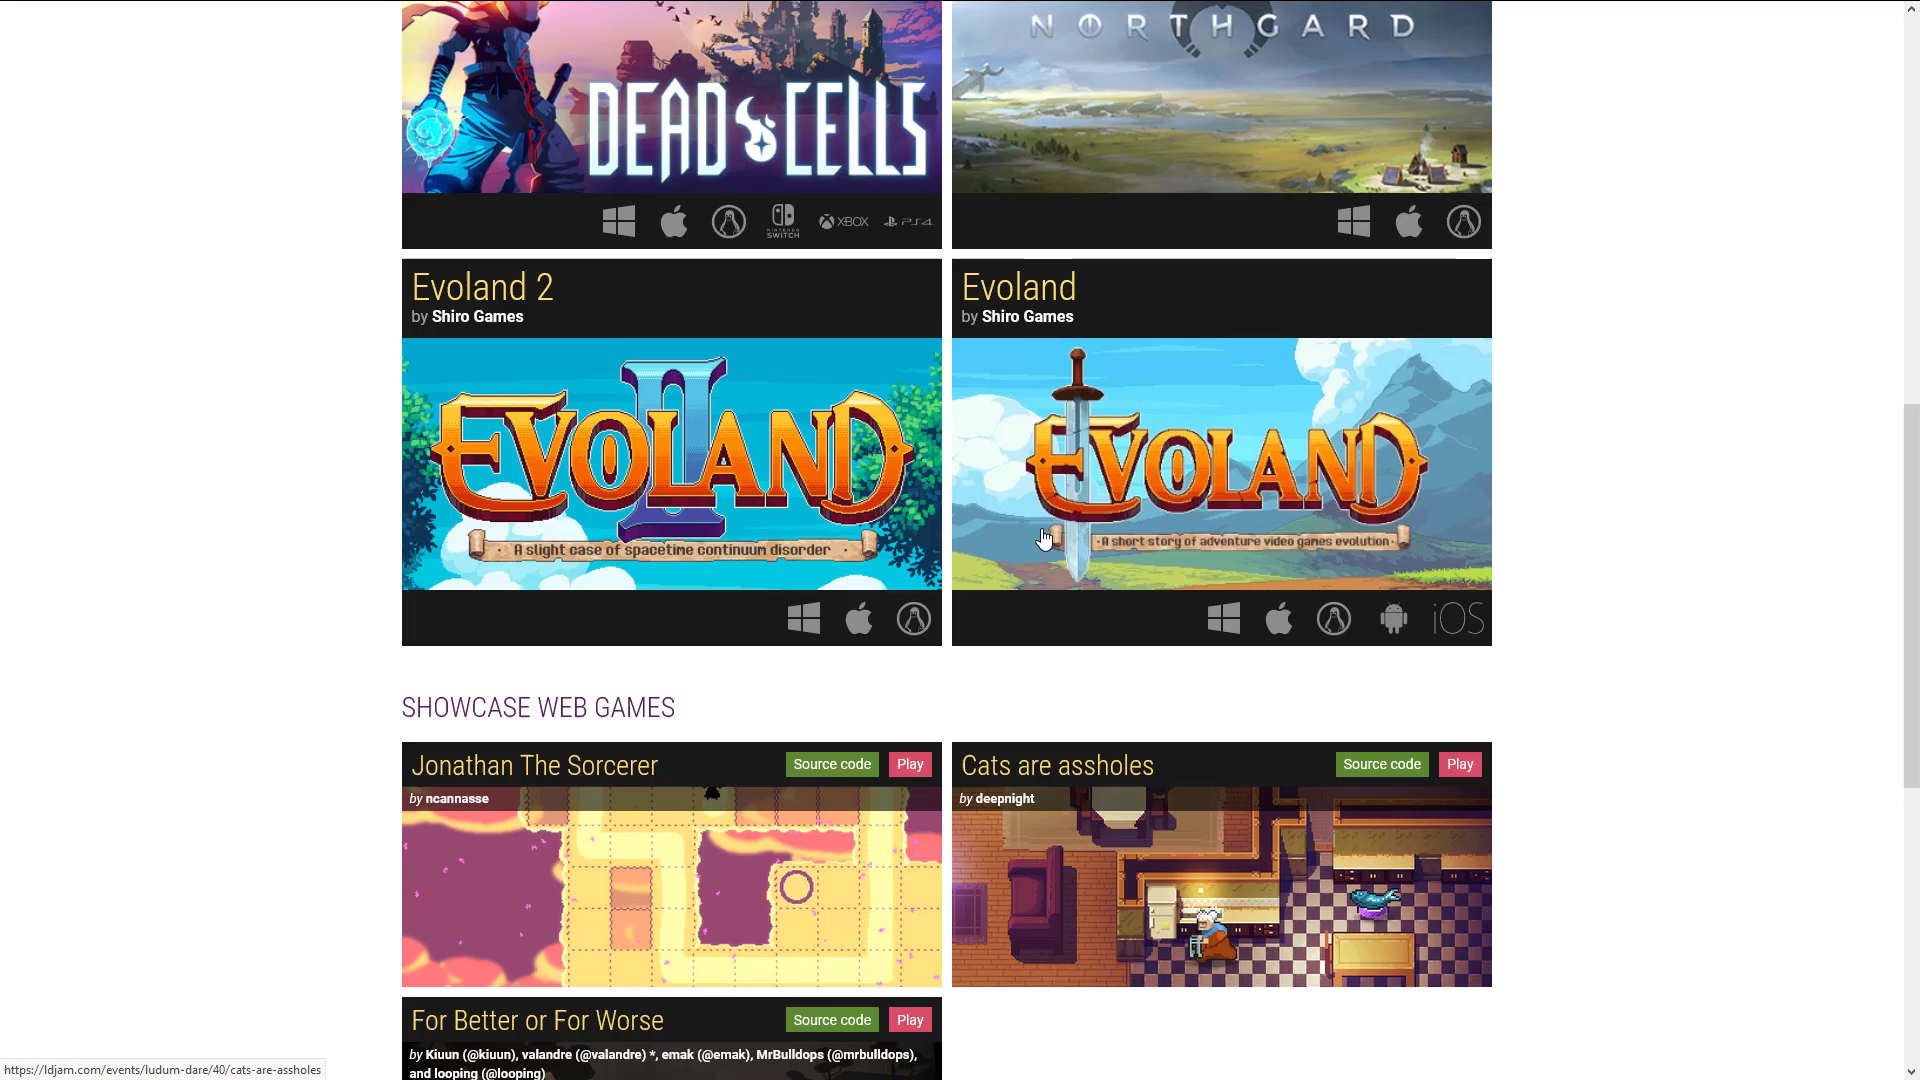 NORTHGARD
DEAD CELLS
NINTENDO
SWITCH
XBOX
PS4
Evoland 2
by Shiro Games
Evoland
by Shiro Games
II
EVOLAND
· A slight case of spacetime continuum disorder ·
EVOLAND
·A short story of adventure video games evolution·
iOS
SHOWCASE WEB GAMES
Jonathan The Sorcerer
Source code
Play
by ncannasse
Cats are assholes
Source code
Play
by deepnight
For Better or For Worse
Source code
Play
by Kiuun (@kiuun), valandre (@valandre) *, emak (@emak), MrBulldops (@mrbulldops),
and looping (@looping)
https://ldjam.com/events/ludum-dare/40/cats-are-assholes